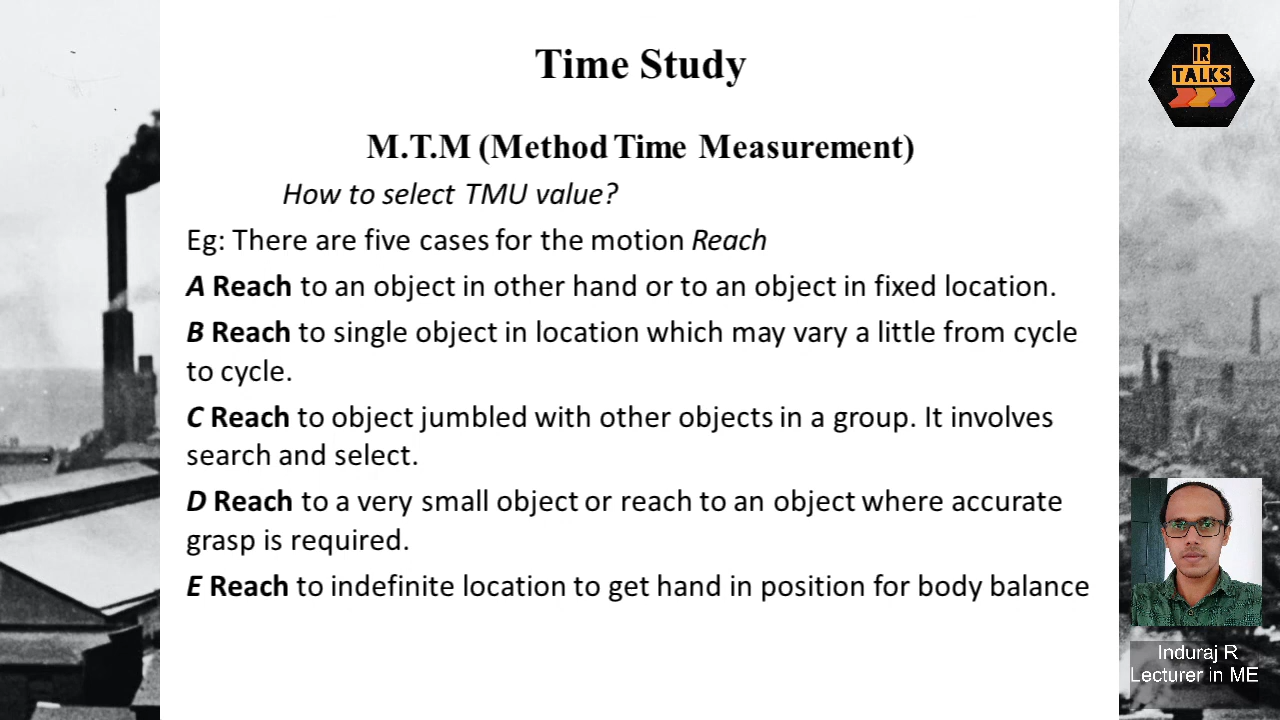 Time Study
M.T.M (Method Time Measurement)
How to select TMU value?
Eg: There are five cases for the motion Reach
A Reach to an object in other hand or to an object in fixed location.
B Reach to single object in location which may vary a little from cycle
to cycle.
C Reach to object jumbled with other objects in a group. It involves
search and select.
D Reach to a very small object or reach to an object where accurate
grasp is required.
E Reach to indefinite location to get hand in position for body balance
IR
TALKS
Induraj R
Lecturer in ME